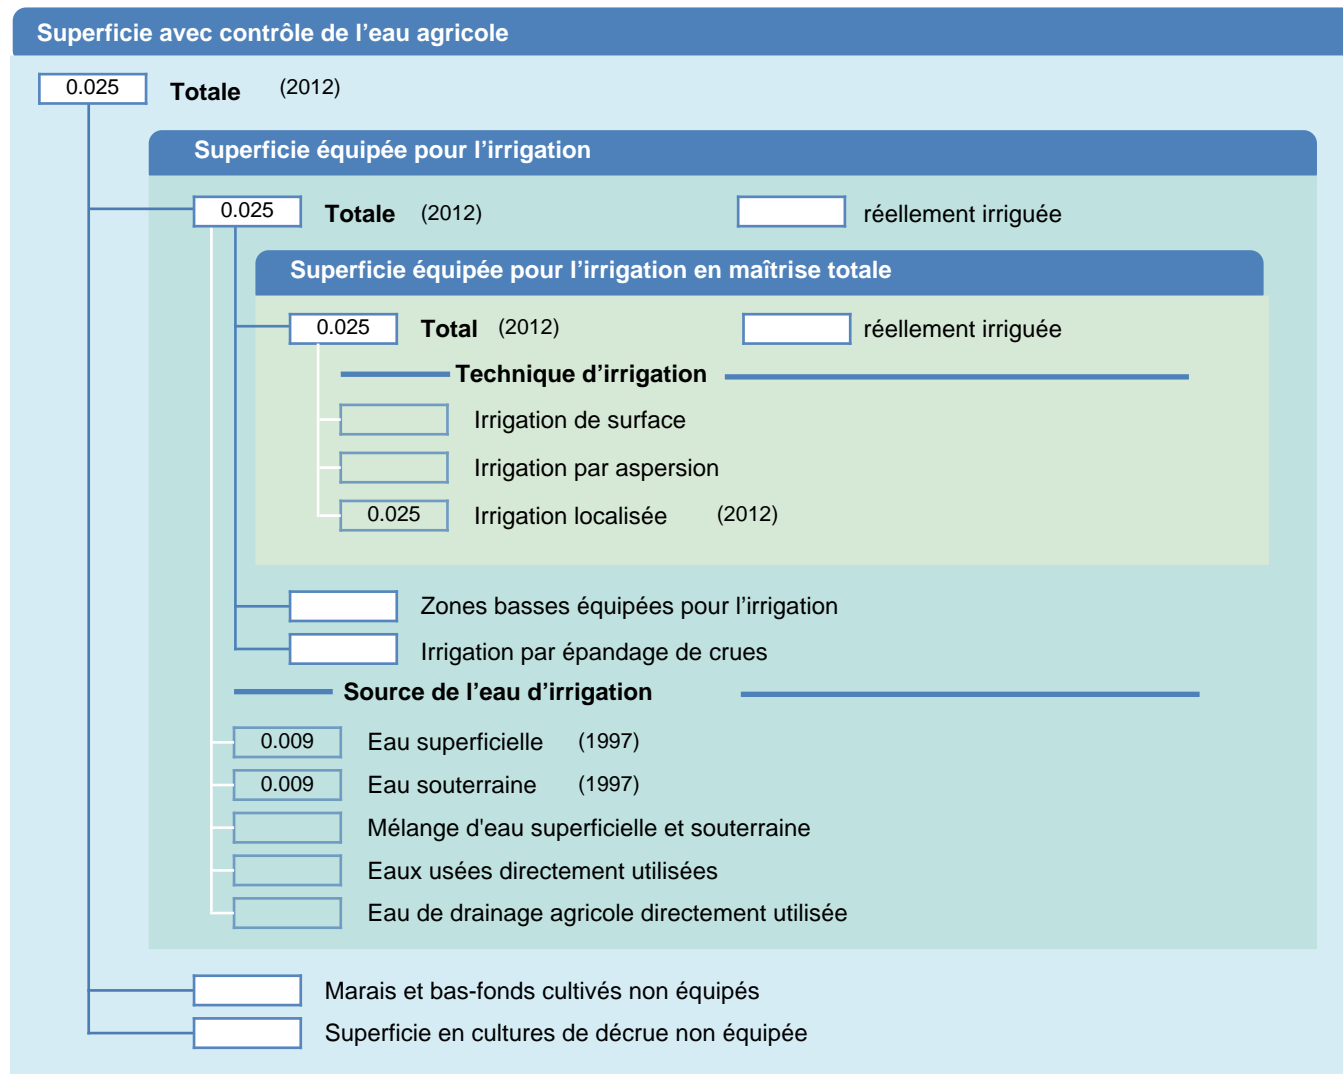 Superficie avec contrôle de l’eau agricole
0.025 Totale (2012)
Superficie équipée pour l’irrigation
0.025 Totale (2012) réellement irriguée
Superficie équipée pour l’irrigation en maîtrise totale
0.025 Total (2012) réellement irriguée
Technique d’irrigation
Irrigation de surface
Irrigation par aspersion
0.025 Irrigation localisée (2012)
Zones basses équipées pour l’irrigation
Irrigation par épandage de crues
Source de l’eau d’irrigation
0.009 Eau superficielle (1997)
0.009 Eau souterraine (1997)
Mélange d'eau superficielle et souterraine
Eaux usées directement utilisées
Eau de drainage agricole directement utilisée
Marais et bas-fonds cultivés non équipés
Superficie en cultures de décrue non équipée